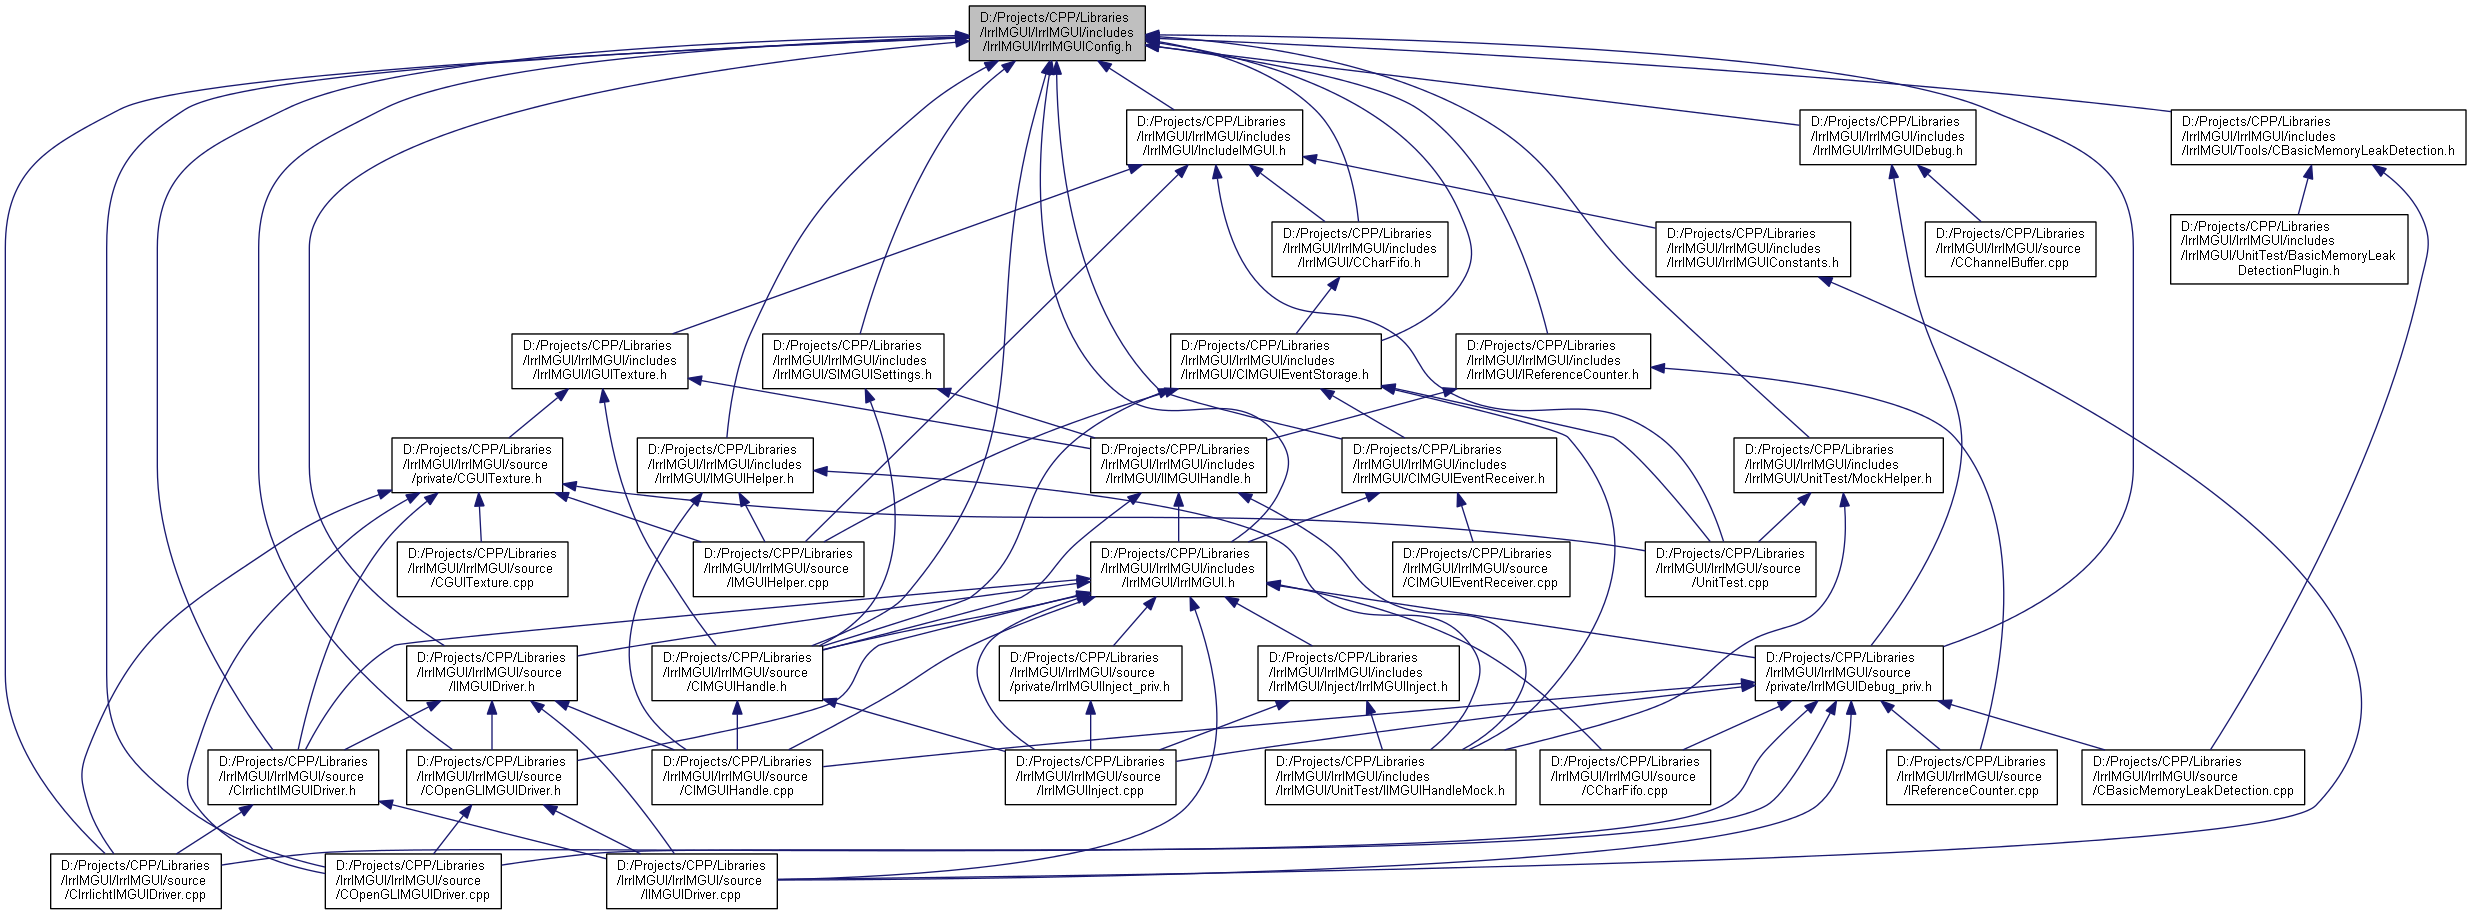 D:/Projects/CPP/Libraries
/IrrIMGUI/IrrIMGUI/includes
/IrrIMGUI/IrrIMGUIConfig.h
D:/Projects/CPP/Libraries
/IrrIMGUI/IrrIMGUI/includes
/IrrIMGUI/IncludeIMGUI.h
D:/Projects/CPP/Libraries
/IrrIMGUI/IrrIMGUI/includes
/IrrIMGUI/IrrIMGUIDebug.h
D:/Projects/CPP/Libraries
/IrrIMGUI/IrrIMGUI/includes
/IrrIMGUI/Tools/CBasicMemoryLeakDetection.h
D:/Projects/CPP/Libraries
/IrrIMGUI/IrrIMGUI/includes
/IrrIMGUI/CCharFifo.h
D:/Projects/CPP/Libraries
/IrrIMGUI/IrrIMGUI/includes
/IrrIMGUI/IrrIMGUIConstants.h
D:/Projects/CPP/Libraries
/IrrIMGUI/IrrIMGUI/source
/CChannelBuffer.cpp
D:/Projects/CPP/Libraries
/IrrIMGUI/IrrIMGUI/includes
/IrrIMGUI/UnitTest/BasicMemoryLeak
DetectionPlugin.h
D:/Projects/CPP/Libraries
/IrrIMGUI/IrrIMGUI/includes
/IrrIMGUI/IGUITexture.h
D:/Projects/CPP/Libraries
/IrrIMGUI/IrrIMGUI/includes
/IrrIMGUI/SIMGUISettings.h
D:/Projects/CPP/Libraries
/IrrIMGUI/IrrIMGUI/includes
/IrrIMGUI/CIMGUIEventStorage.h
D:/Projects/CPP/Libraries
/IrrIMGUI/IrrIMGUI/includes
/IrrIMGUI/IReferenceCounter.h
D:/Projects/CPP/Libraries
/IrrIMGUI/IrrIMGUI/source
/private/CGUITexture.h
D:/Projects/CPP/Libraries
/IrrIMGUI/IrrIMGUI/includes
/IrrIMGUI/IMGUIHelper.h
D:/Projects/CPP/Libraries
/IrrIMGUI/IrrIMGUI/includes
/IrrIMGUI/IIMGUIHandle.h
D:/Projects/CPP/Libraries
/IrrIMGUI/IrrIMGUI/includes
/IrrIMGUI/CIMGUIEventReceiver.h
D:/Projects/CPP/Libraries
/IrrIMGUI/IrrIMGUI/includes
/IrrIMGUI/UnitTest/MockHelper.h
D:/Projects/CPP/Libraries
/IrrIMGUI/IrrIMGUI/source
/CGUITexture.cpp
D:/Projects/CPP/Libraries
/IrrIMGUI/IrrIMGUI/source
/IMGUIHelper.cpp
D:/Projects/CPP/Libraries
/IrrIMGUI/IrrIMGUI/includes
/IrrIMGUI/IrrIMGUI.h
D:/Projects/CPP/Libraries
/IrrIMGUI/IrrIMGUI/source
/CIMGUIEventReceiver.cpp
D:/Projects/CPP/Libraries
/IrrIMGUI/IrrIMGUI/source
/UnitTest.cpp
D:/Projects/CPP/Libraries
/IrrIMGUI/IrrIMGUI/source
/IIMGUIDriver.h
D:/Projects/CPP/Libraries
/IrrIMGUI/IrrIMGUI/source
/CIMGUIHandle.h
D:/Projects/CPP/Libraries
/IrrIMGUI/IrrIMGUI/source
/private/IrrIMGUIInject_priv.h
D:/Projects/CPP/Libraries
/IrrIMGUI/IrrIMGUI/includes
/IrrIMGUI/Inject/IrrIMGUIInject.h
D:/Projects/CPP/Libraries
/IrrIMGUI/IrrIMGUI/source
/private/IrrIMGUIDebug_priv.h
D:/Projects/CPP/Libraries
/IrrIMGUI/IrrIMGUI/source
/CIrrlichtIMGUIDriver.h
D:/Projects/CPP/Libraries
/IrrIMGUI/IrrIMGUI/source
/COpenGLIMGUIDriver.h
D:/Projects/CPP/Libraries
/IrrIMGUI/IrrIMGUI/source
/CIMGUIHandle.cpp
D:/Projects/CPP/Libraries
/IrrIMGUI/IrrIMGUI/source
/IrrIMGUIInject.cpp
D:/Projects/CPP/Libraries
/IrrIMGUI/IrrIMGUI/includes
/IrrIMGUI/UnitTest/IIMGUIHandleMock.h
D:/Projects/CPP/Libraries
/IrrIMGUI/IrrIMGUI/source
/CCharFifo.cpp
D:/Projects/CPP/Libraries
/IrrIMGUI/IrrIMGUI/source
/IReferenceCounter.cpp
D:/Projects/CPP/Libraries
/IrrIMGUI/IrrIMGUI/source
/CBasicMemoryLeakDetection.cpp
D:/Projects/CPP/Libraries
/IrrIMGUI/IrrIMGUI/source
/CIrrlichtIMGUIDriver.cpp
D:/Projects/CPP/Libraries
/IrrIMGUI/IrrIMGUI/source
/COpenGLIMGUIDriver.cpp
D:/Projects/CPP/Libraries
/IrrIMGUI/IrrIMGUI/source
/IIMGUIDriver.cpp